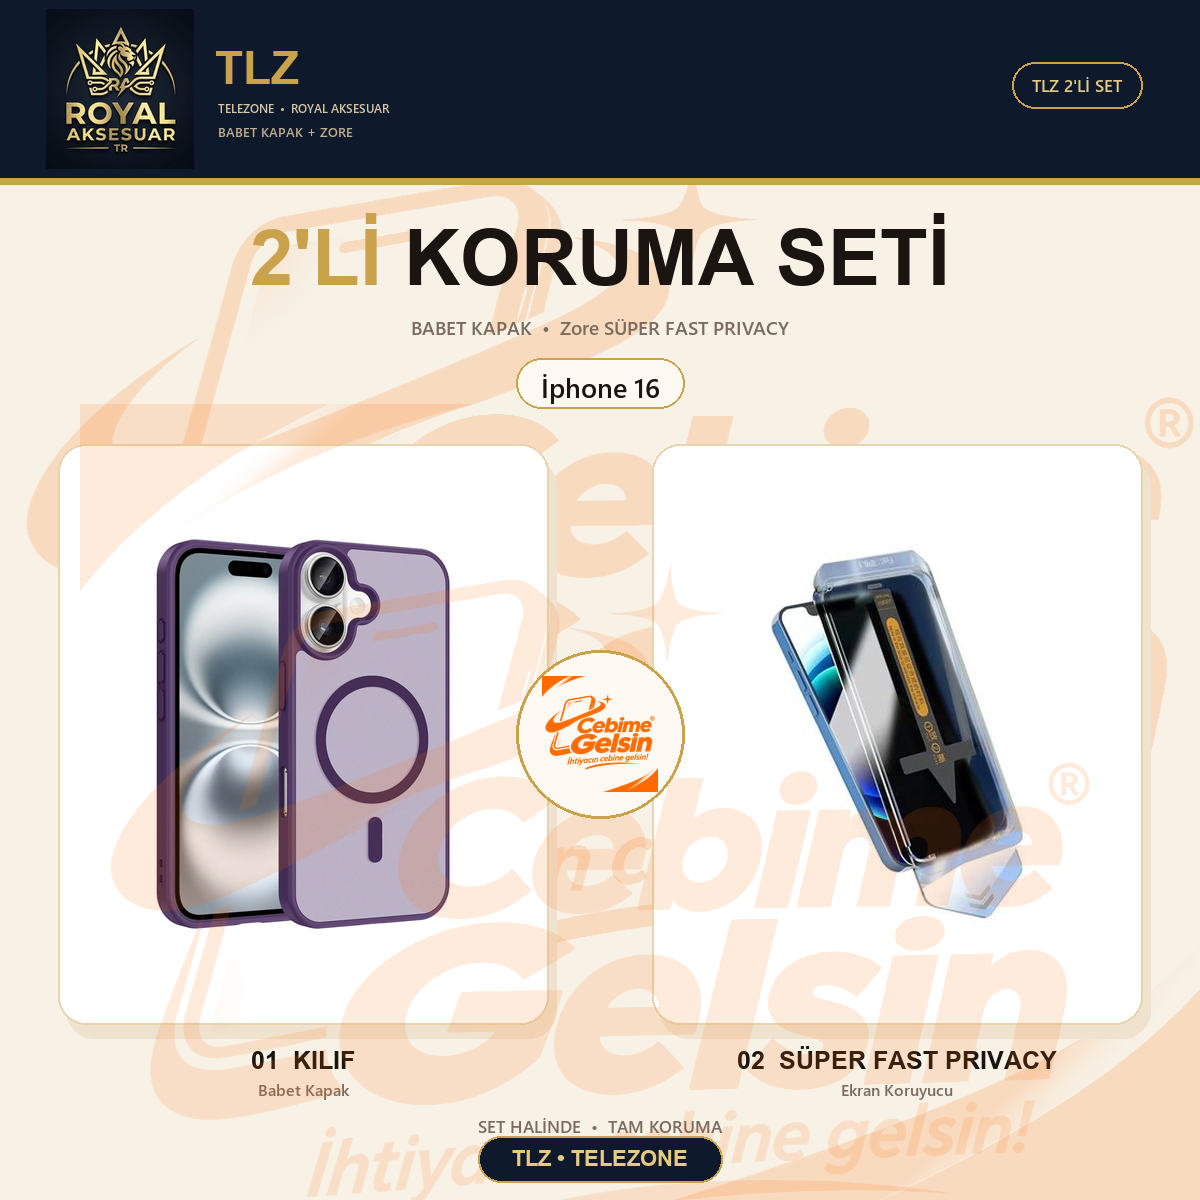 ROYAL
AKSESUAR
TR
TLZ
TELEZONE • ROYAL AKSESUAR
BABET KAPAK + ZORE
TLZ 2'Lİ SET
2'Lİ KORUMA SETİ
BABET KAPAK • Zore SÜPER FAST PRIVACY
İphone 16
Cebime
Gelsin
İhtiyacın cebine gelsin!
®
Cebime ®
Gelsin
01 KILIF
Babet Kapak
02 SÜPER FAST PRIVACY
Ekran Koruyucu
SET HALİNDE • TAM KORUMA
TLZ • TELEZONE